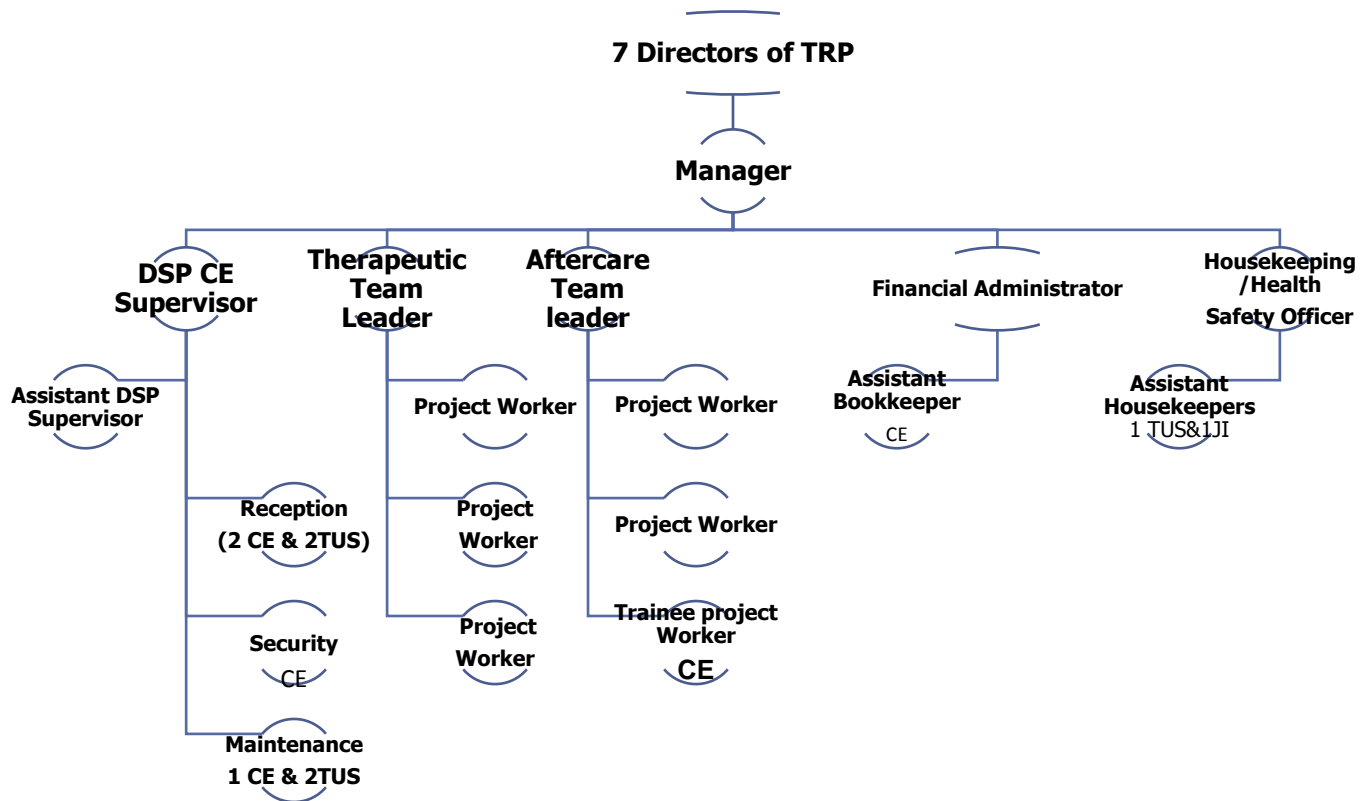 7 Directors of TRP
Manager
DSP CE
Supervisor
Therapeutic
Team
Leader
Aftercare
Team
leader
Financial Administrator
Housekeeping
/Health
Safety Officer
Assistant DSP
Supervisor
Project Worker
Project Worker
Assistant
Bookkeeper
CE
Assistant
Housekeepers
1 TUS&1JI
Reception
(2 CE & 2TUS)
Project
Worker
Project Worker
Security
CE
Project
Worker
Trainee project
Worker
CE
Maintenance
1 CE & 2TUS